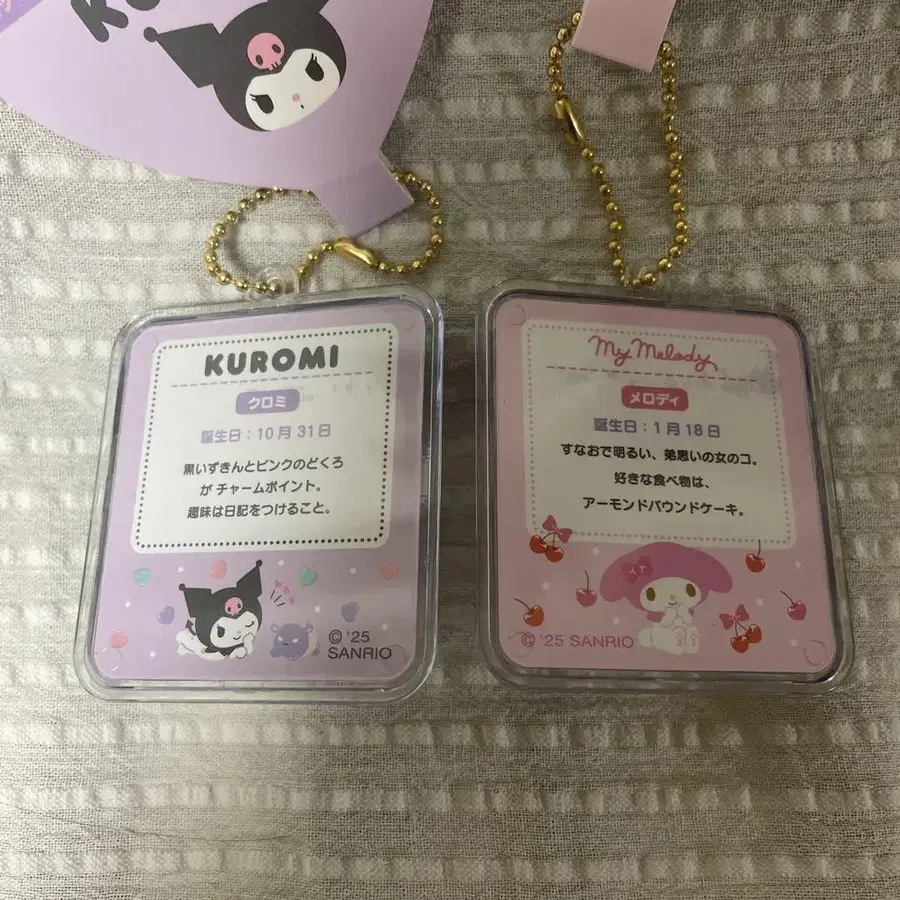 KUROMI
クロミ
誕生日：10月31日
黒いずきんとピンクのどくろ
が チャームポイント。
趣味は日記をつけること。
© '25
SANRIO
My Melody
メロディ
誕生日：1月18日
すなおで明るい、弟思いの女のコ。
好きな食べ物は、
アーモンドパウンドケーキ。
© '25 SANRIO